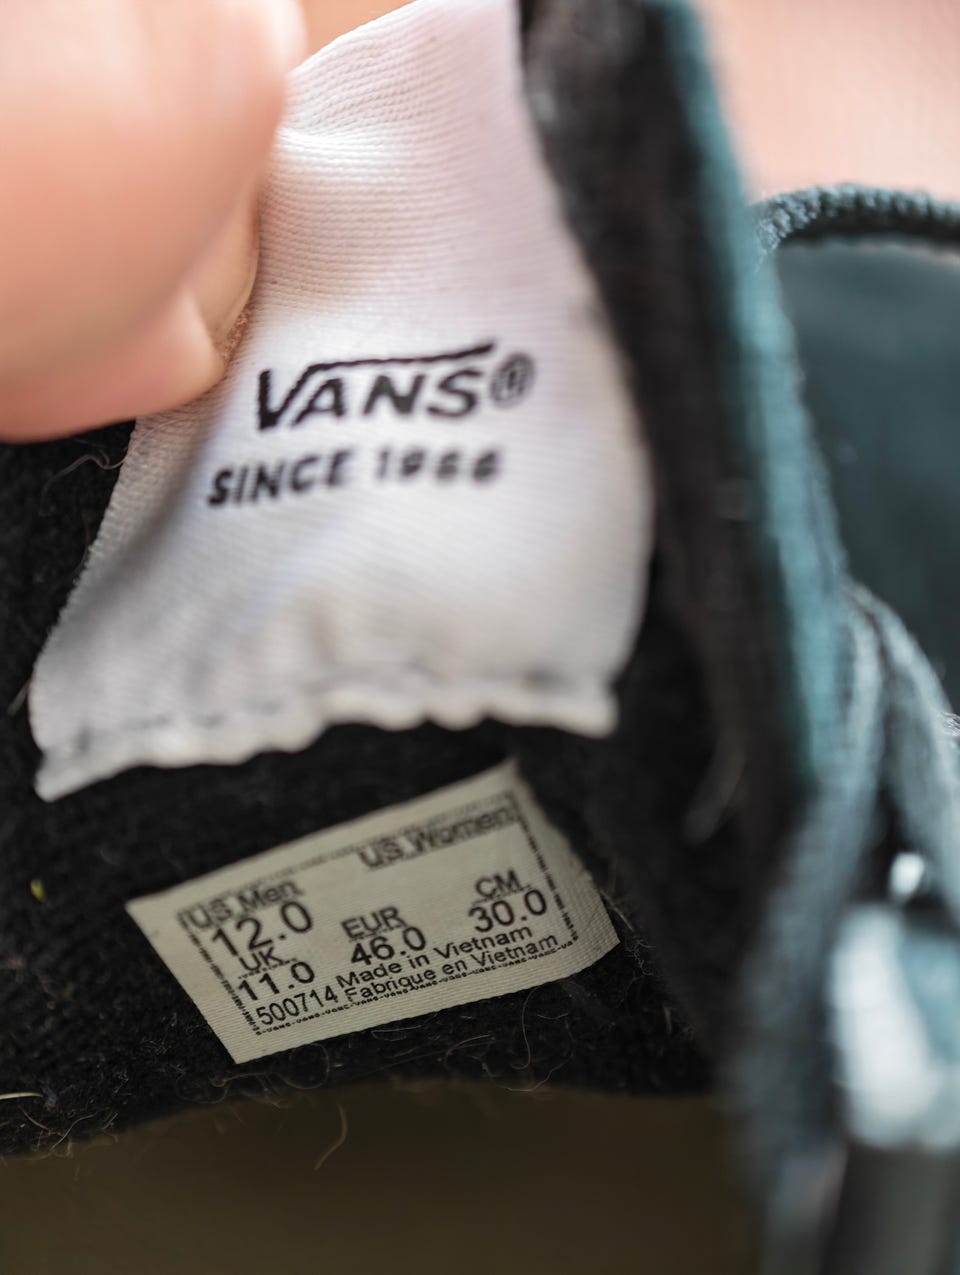 VANS®
SINCE 1966
US Men US Women
12.0 EUR CM
UK 46.0 30.0
11.0 Made in Vietnam
500714 Fabrique en Vietnam